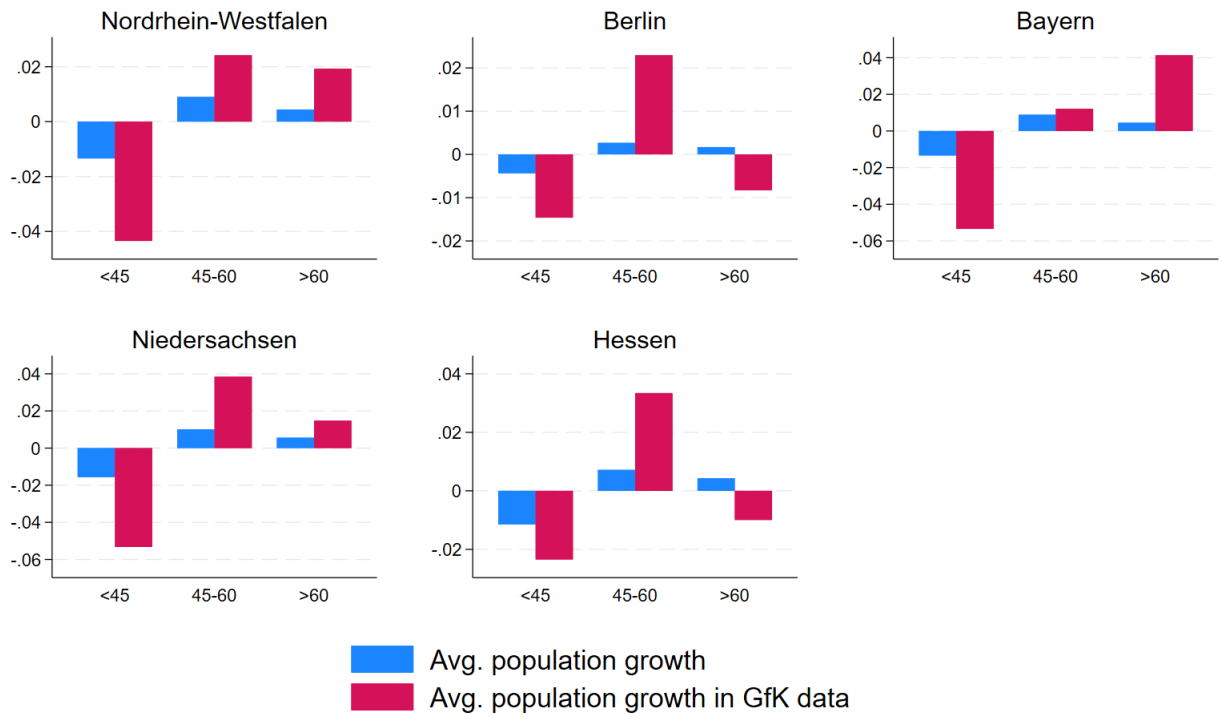 Nordrhein-Westfalen
.02
0
-.02
-.04
<45 45-60 >60
Berlin
.02
.01
0
-.01
-.02
<45 45-60 >60
Bayern
.04
.02
0
-.02
-.04
-.06
<45 45-60 >60
Niedersachsen
.04
.02
0
-.02
-.04
-.06
<45 45-60 >60
Hessen
.04
.02
0
-.02
<45 45-60 >60
Avg. population growth
Avg. population growth in GfK data